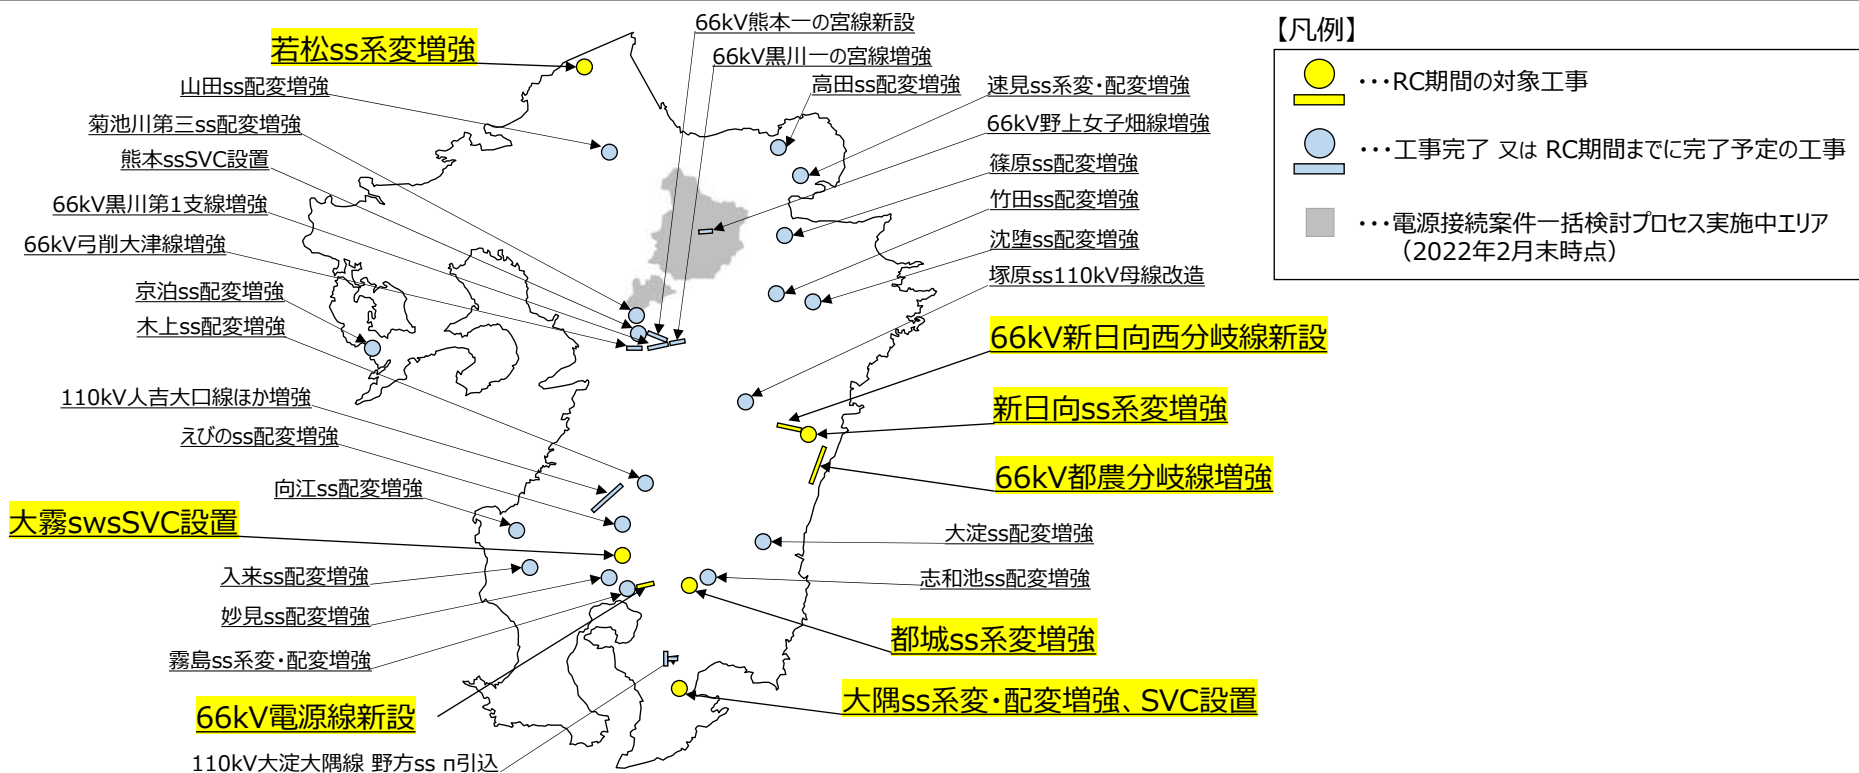 若松ss系変増強
山田ss配変増強
菊池川第三ss配変増強
熊本ssSVC設置
66kV黒川第1支線増強
66kV弓削大津線増強
京泊ss配変増強
木上ss配変増強
110kV人吉大口線ほか増強
えびのss配変増強
向江ss配変増強
大霧swsSVC設置
入来ss配変増強
妙見ss配変増強
霧島ss系変・配変増強
66kV電源線新設
110kV大淀大隅線 野方ss π引込
66kV熊本一の宮線新設
66kV黒川一の宮線増強
高田ss配変増強
速見ss系変・配変増強
66kV野上女子畑線増強
篠原ss配変増強
竹田ss配変増強
沈堕ss配変増強
塚原ss110kV母線改造
66kV新日向西分岐線新設
新日向ss系変増強
66kV都農分岐線増強
大淀ss配変増強
志和池ss配変増強
都城ss系変増強
大隅ss系変・配変増強、SVC設置
【凡例】
・・・RC期間の対象工事
・・・工事完了 又は RC期間までに完了予定の工事
・・・電源接続案件一括検討プロセス実施中エリア
（2022年2月末時点）